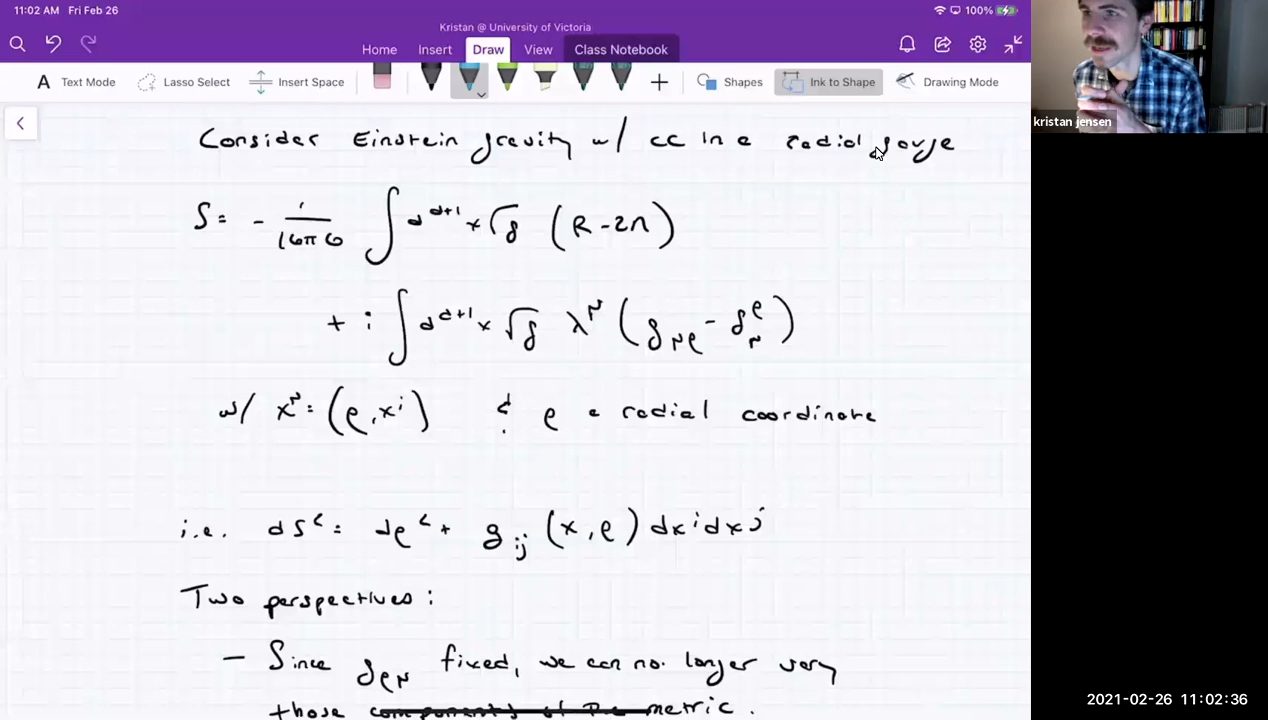 11:02 AM Fri Feb 26
100%
Kristan @ University of Victoria
Home Insert Draw View Class Notebook
A Text Mode Lasso Select Insert Space Shapes Ink to Shape Drawing Mode
kristan jensen
Consider Einstein gravity w/ cc in a radial gauge
S = - 1/(16πG) ∫ d^{d+1}x √g (R - 2Λ)
+ i ∫ d^{d+1}x √g λ^μ (g_{μρ} - δ^ρ_μ)
w/ x^μ = (ρ, x^i) & ρ a radial coordinate
i.e. ds² = dρ² + g_{ij} (x, ρ) dx^i dx^j
Two perspectives:
- Since g_{ρμ} fixed, we can no longer vary
those metric.
2021-02-26 11:02:36